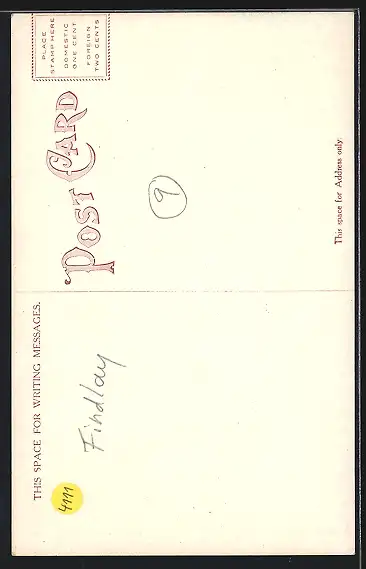 THIS SPACE FOR WRITING MESSAGES.
POST CARD
PLACE
STAMP HERE
DOMESTIC
ONE CENT
FOREIGN
TWO CENTS
Findlay
9
4111
This space for Address only